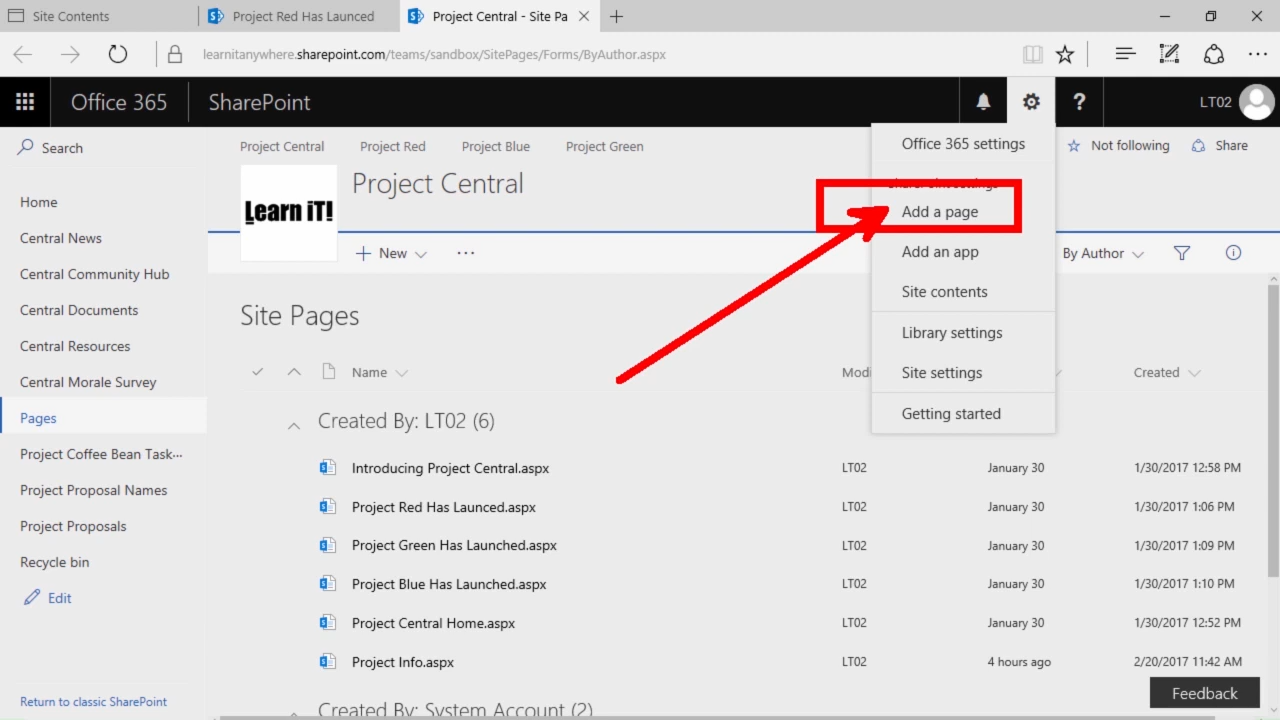 Site Contents
Project Red Has Launced
Project Central - Site Pa
learnitanywhere.sharepoint.com/teams/sandbox/SitePages/Forms/ByAuthor.aspx
Office 365
SharePoint
?
LT02
Search
Project Central
Project Red
Project Blue
Project Green
Not following
Share
Office 365 settings
SharePoint settings
Add a page
Add an app
Site contents
Library settings
Site settings
Getting started
Learn iT!
Project Central
New
...
By Author
Home
Central News
Central Community Hub
Central Documents
Central Resources
Central Morale Survey
Pages
Project Coffee Bean Task...
Project Proposal Names
Project Proposals
Recycle bin
Edit
Return to classic SharePoint
Site Pages
Name
Modi
Created
Created By: LT02 (6)
Introducing Project Central.aspx LT02 January 30 1/30/2017 12:58 PM
Project Red Has Launced.aspx LT02 January 30 1/30/2017 1:06 PM
Project Green Has Launched.aspx LT02 January 30 1/30/2017 1:09 PM
Project Blue Has Launched.aspx LT02 January 30 1/30/2017 1:10 PM
Project Central Home.aspx LT02 January 30 1/30/2017 12:52 PM
Project Info.aspx LT02 4 hours ago 2/20/2017 11:42 AM
Feedback
Created By: System Account (2)